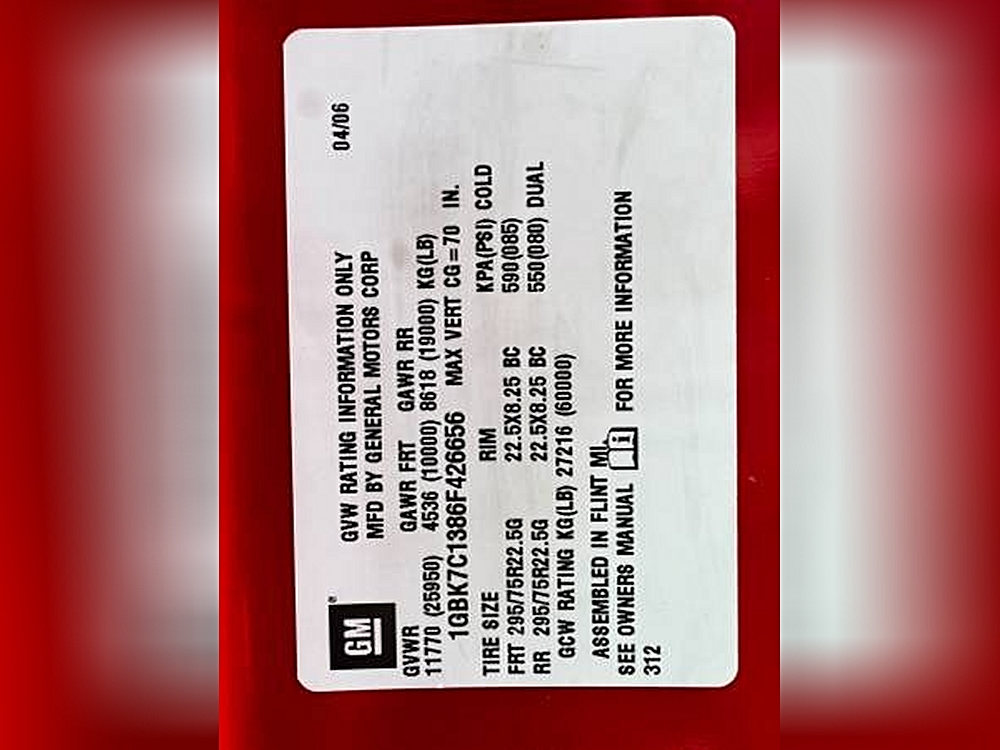 GM®
GVW RATING INFORMATION ONLY 04/06
MFD BY GENERAL MOTORS CORP
GVWR GAWR FRT GAWR RR
11770 (25950) 4536 (10000) 8618 (19000) KG(LB)
1GBK7C1386F426656 MAX VERT CG=70 IN.
TIRE SIZE RIM KPA(PSI) COLD
FRT 295/75R22.5G 22.5X8.25 BC 590(085)
RR 295/75R22.5G 22.5X8.25 BC 550(080) DUAL
GCW RATING KG(LB) 27216 (60000)
ASSEMBLED IN FLINT MI.
SEE OWNERS MANUAL i FOR MORE INFORMATION
312